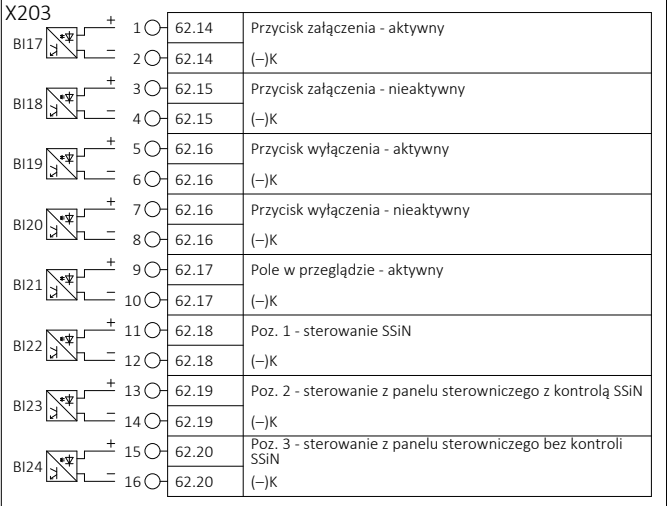 X203
BI17 + 1 62.14 Przycisk załączenia - aktywny
− 2 62.14 (−)K
BI18 + 3 62.15 Przycisk załączenia - nieaktywny
− 4 62.15 (−)K
BI19 + 5 62.16 Przycisk wyłączenia - aktywny
− 6 62.16 (−)K
BI20 + 7 62.16 Przycisk wyłączenia - nieaktywny
− 8 62.16 (−)K
BI21 + 9 62.17 Pole w przeglądzie - aktywny
− 10 62.17 (−)K
BI22 + 11 62.18 Poz. 1 - sterowanie SSiN
− 12 62.18 (−)K
BI23 + 13 62.19 Poz. 2 - sterowanie z panelu sterowniczego z kontrolą SSiN
− 14 62.19 (−)K
BI24 + 15 62.20 Poz. 3 - sterowanie z panelu sterowniczego bez kontroli
SSiN
− 16 62.20 (−)K